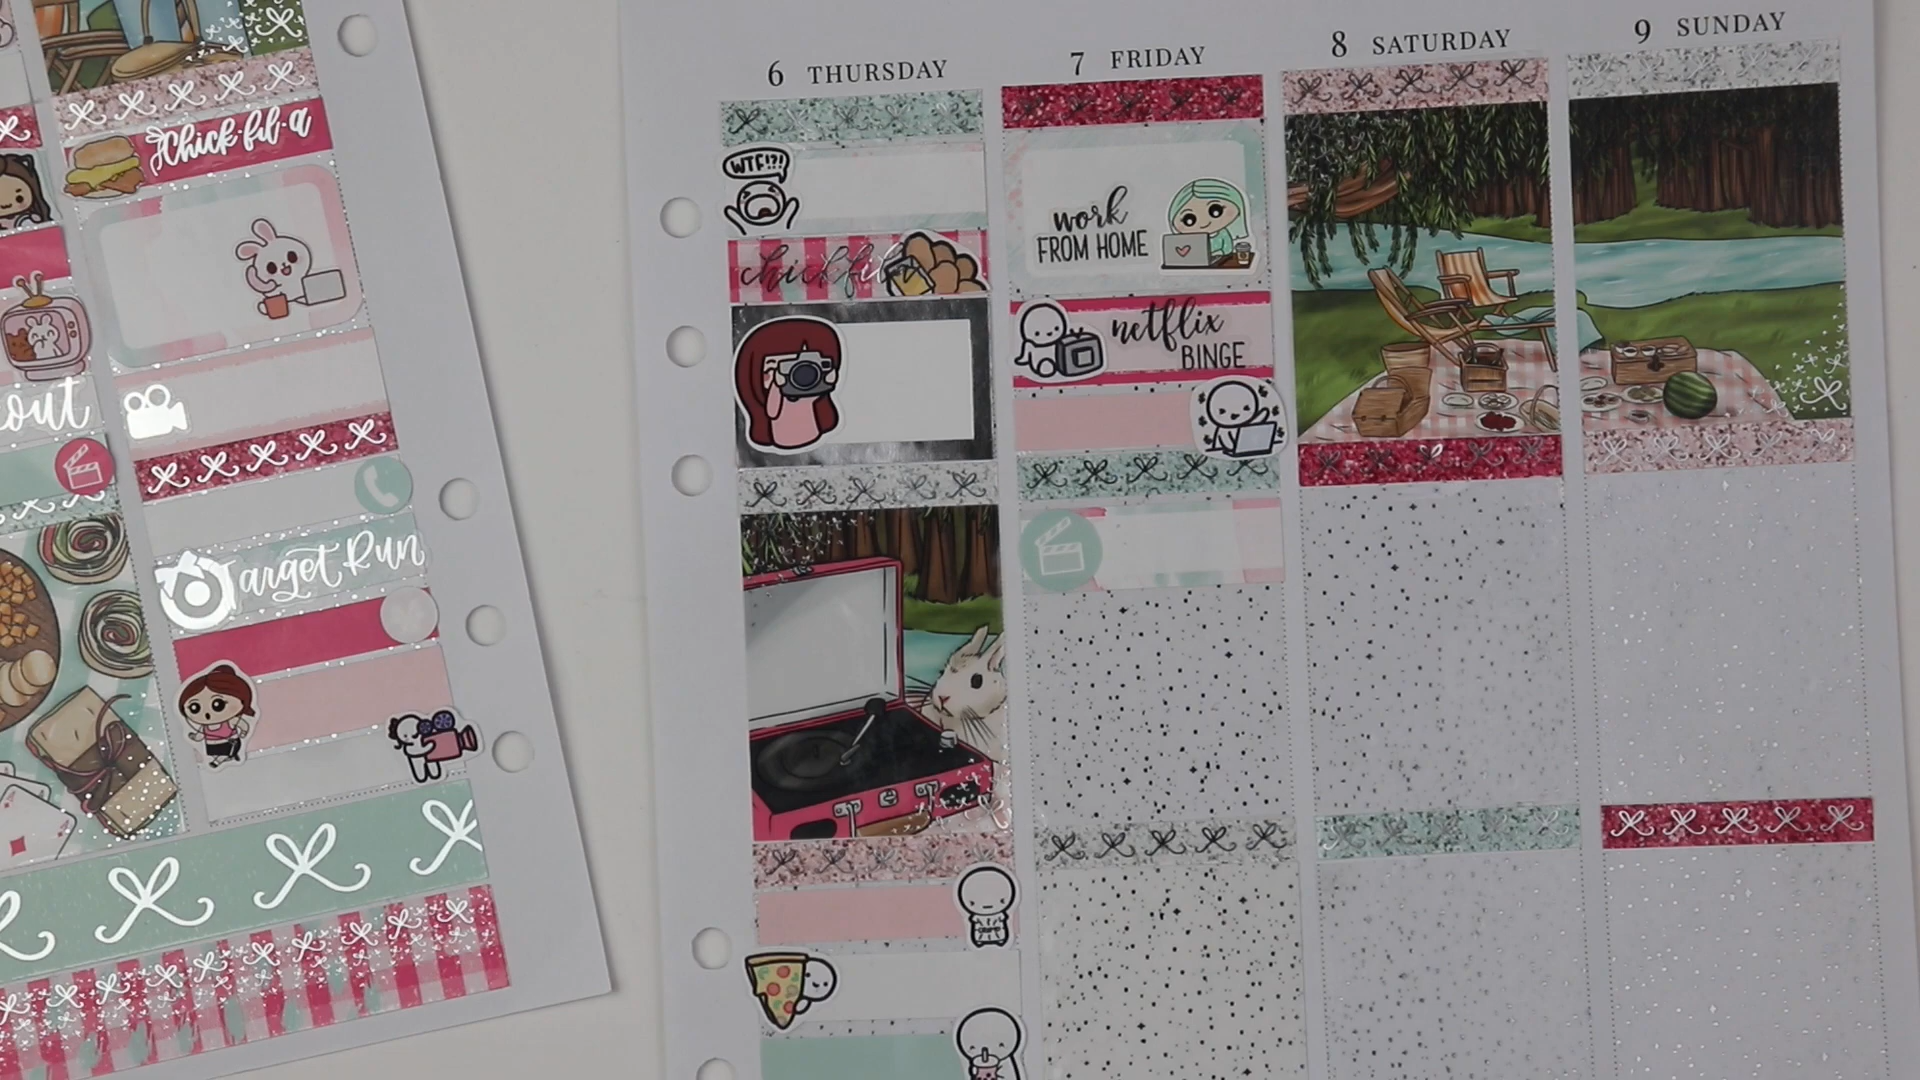 Chick-fil-a
out
Target Run
6 THURSDAY
7 FRIDAY
8 SATURDAY
9 SUNDAY
WTF!?!
chickfil
work
FROM HOME
netflix
BINGE